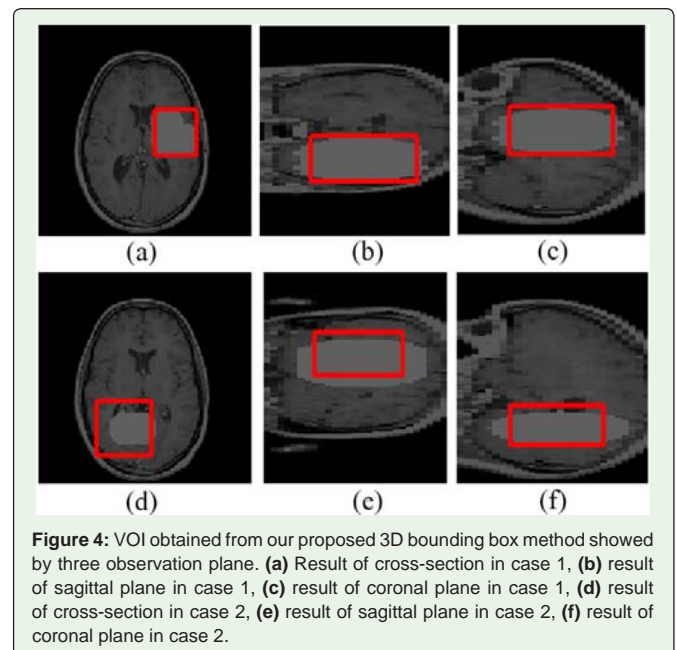 (a) (b) (c)
(d) (e) (f)
Figure 4: VOI obtained from our proposed 3D bounding box method showed
by three observation plane. (a) Result of cross-section in case 1, (b) result
of sagittal plane in case 1, (c) result of coronal plane in case 1, (d) result
of cross-section in case 2, (e) result of sagittal plane in case 2, (f) result of
coronal plane in case 2.